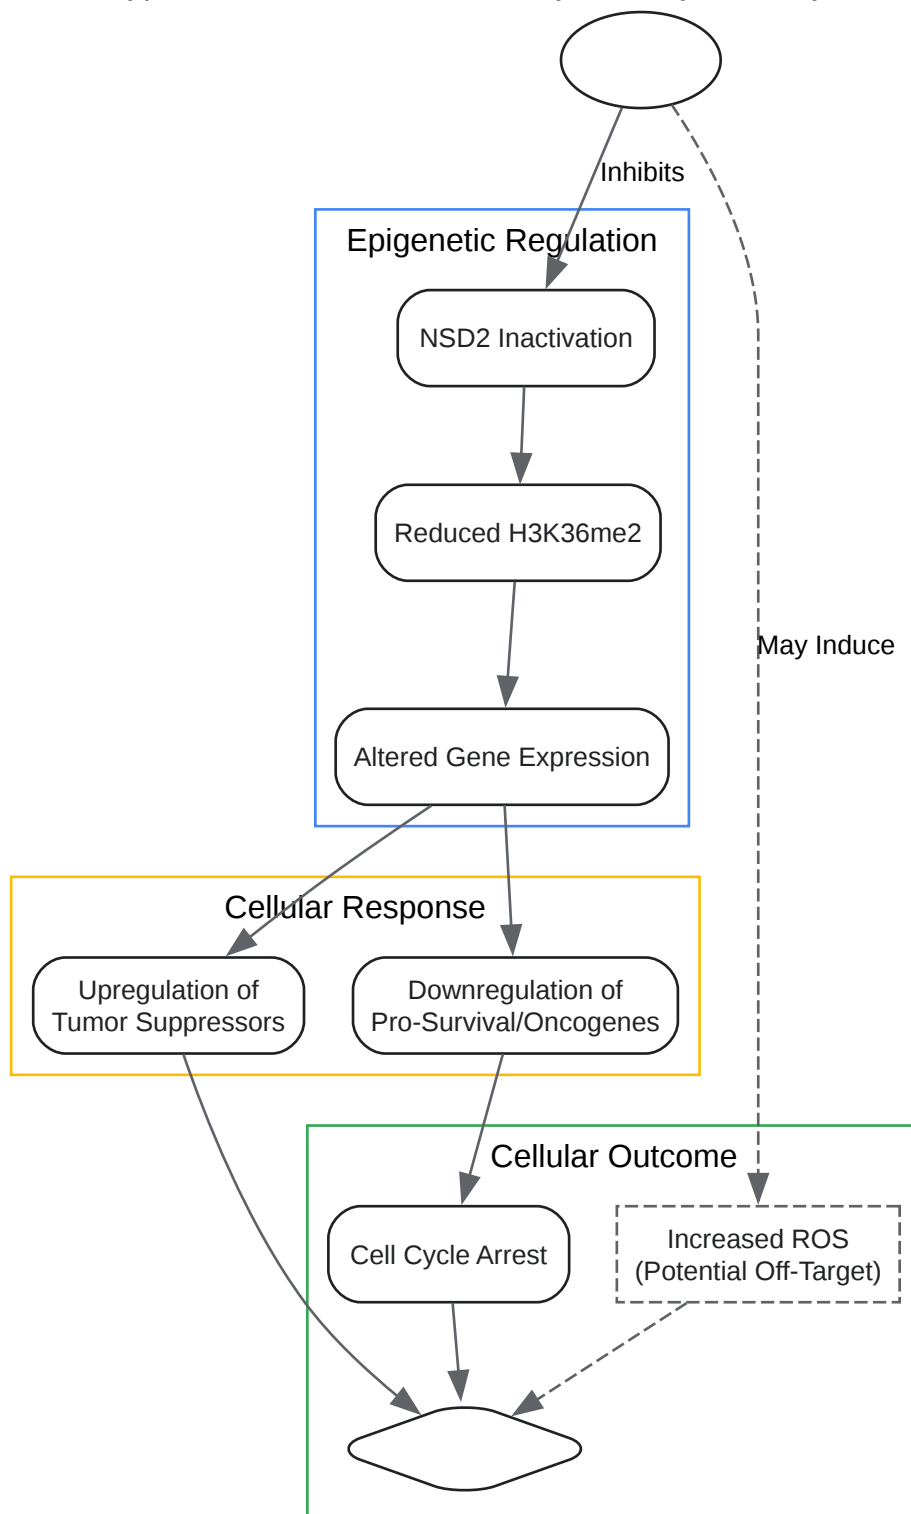 Inhibits
Epigenetic Regulation
NSD2 Inactivation
Reduced H3K36me2
May Induce
Altered Gene Expression
Cellular Response
Upregulation of
Tumor Suppressors
Downregulation of
Pro-Survival/Oncogenes
Cellular Outcome
Cell Cycle Arrest
Increased ROS
(Potential Off-Target)